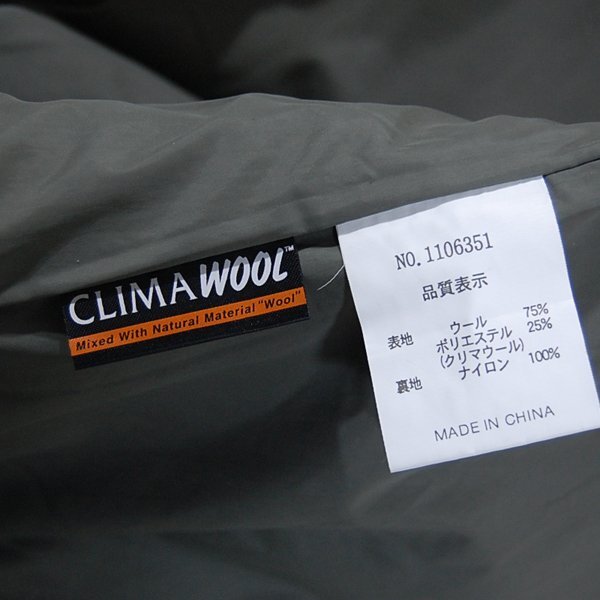 CLIMAWOOL™
Mixed With Natural Material "Wool"
NO.1106351
品質表示
表地 ウール 75%
ポリエステル 25%
(クリマウール)
裏地 ナイロン 100%
MADE IN CHINA